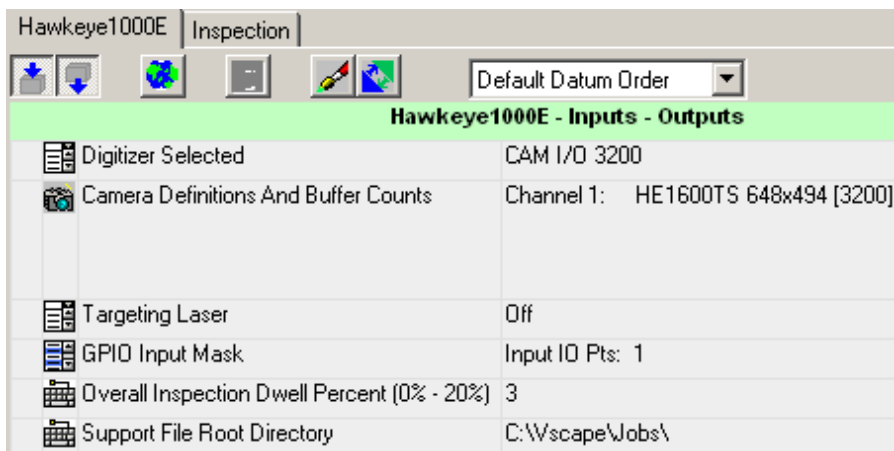 Hawkeye1000E Inspection
Default Datum Order
Hawkeye1000E - Inputs - Outputs
Digitizer Selected CAM I/O 3200
Camera Definitions And Buffer Counts Channel 1: HE1600TS 648x494 [3200]
Targeting Laser Off
GPIO Input Mask Input IO Pts: 1
Overall Inspection Dwell Percent (0% - 20%) 3
Support File Root Directory C:\Vscape\Jobs\